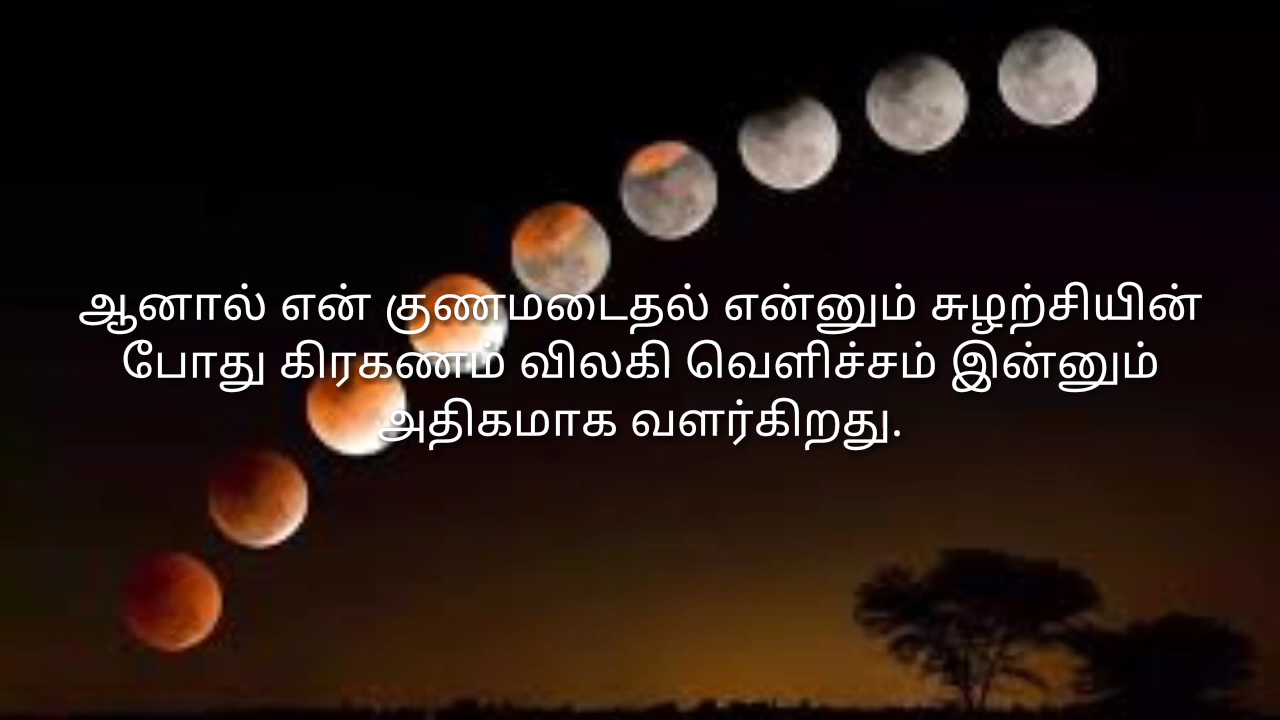 ஆனால் என் குணமடைதல் என்னும் சுழற்சியின்
போது கிரகணம் விலகி வெளிச்சம் இன்னும்
அதிகமாக வளர்கிறது.